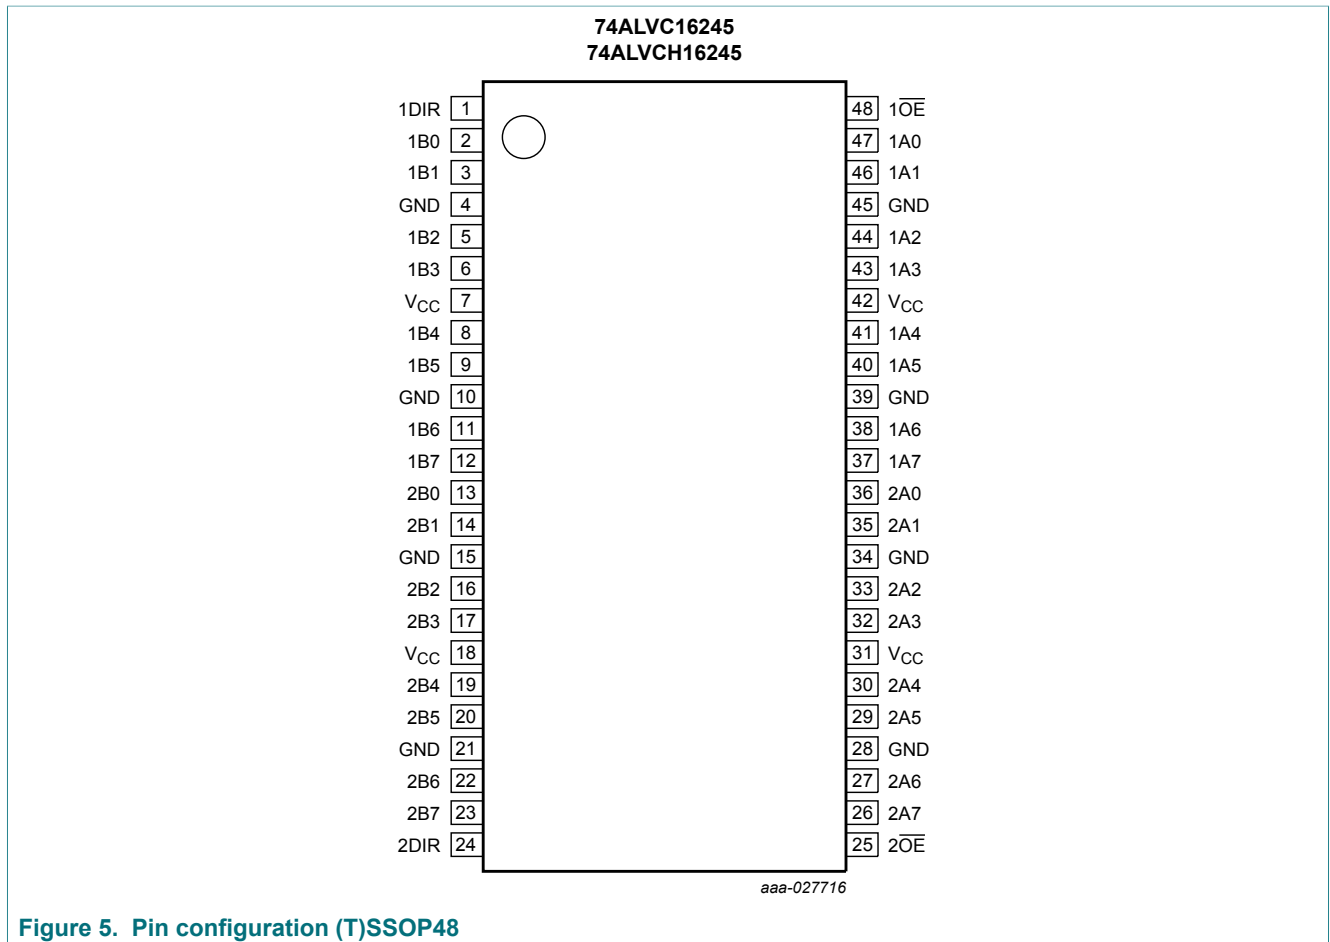 74ALVC16245
74ALVCH16245
1DIR 1 48 1O̅E̅
1B0 2 47 1A0
1B1 3 46 1A1
GND 4 45 GND
1B2 5 44 1A2
1B3 6 43 1A3
VCC 7 42 VCC
1B4 8 41 1A4
1B5 9 40 1A5
GND 10 39 GND
1B6 11 38 1A6
1B7 12 37 1A7
2B0 13 36 2A0
2B1 14 35 2A1
GND 15 34 GND
2B2 16 33 2A2
2B3 17 32 2A3
VCC 18 31 VCC
2B4 19 30 2A4
2B5 20 29 2A5
GND 21 28 GND
2B6 22 27 2A6
2B7 23 26 2A7
2DIR 24 25 2O̅E̅
aaa-027716
Figure 5. Pin configuration (T)SSOP48